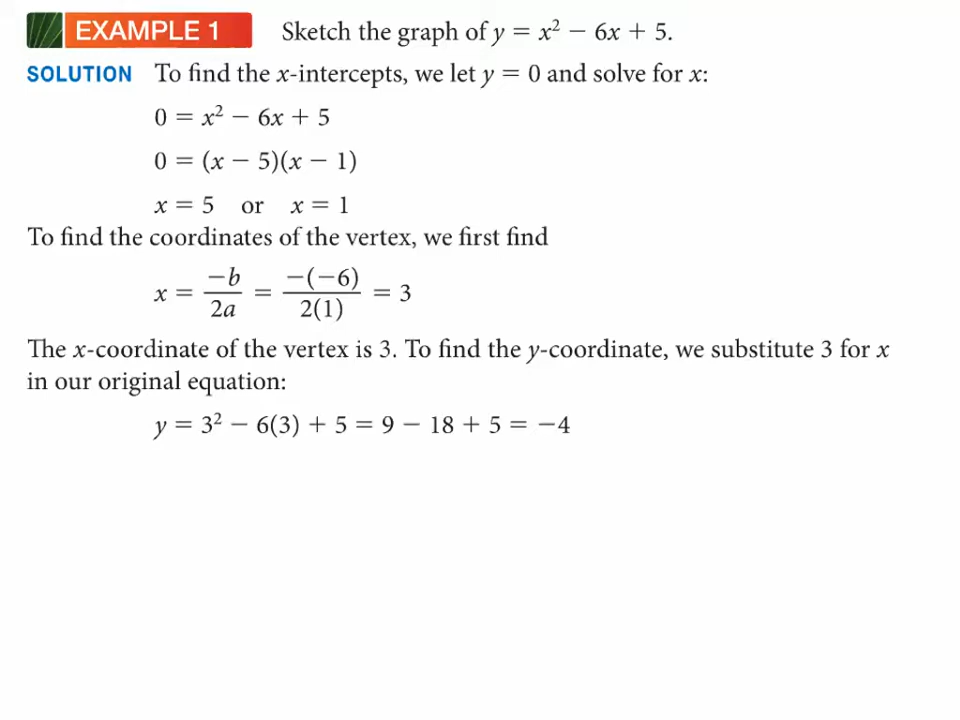 EXAMPLE 1 Sketch the graph of y = x² − 6x + 5.
SOLUTION To find the x-intercepts, we let y = 0 and solve for x:
0 = x² − 6x + 5
0 = (x − 5)(x − 1)
x = 5 or x = 1
To find the coordinates of the vertex, we first find
x = −b/2a = −(−6)/2(1) = 3
The x-coordinate of the vertex is 3. To find the y-coordinate, we substitute 3 for x
in our original equation:
y = 3² − 6(3) + 5 = 9 − 18 + 5 = −4